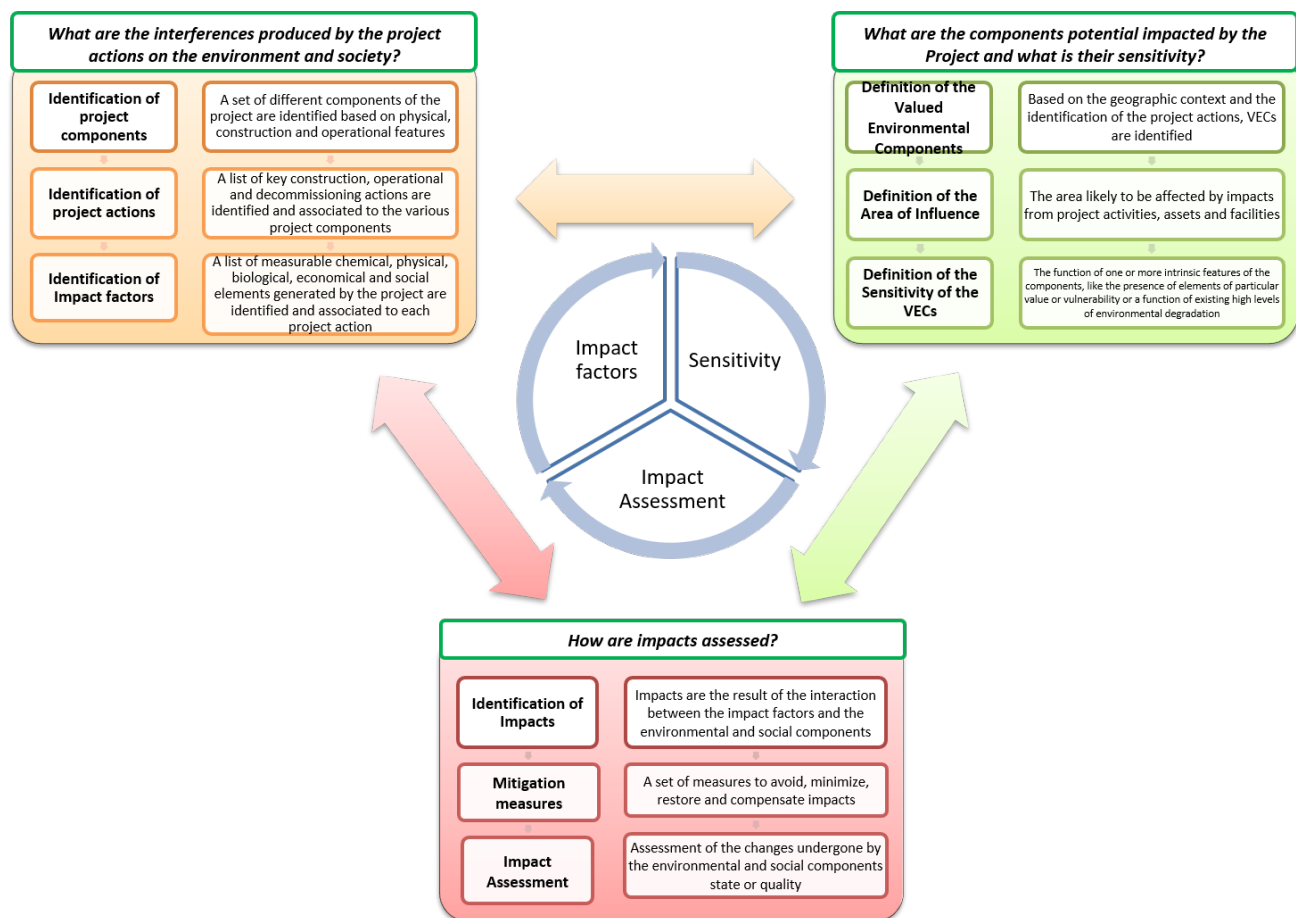 What are the interferences produced by the project
actions on the environment and society?
Identification of
project
components
A set of different components of the
project are identified based on physical,
construction and operational features
Identification of
project actions
A list of key construction, operational
and decommissioning actions are
identified and associated to the various
project components
Identification of
Impact factors
A list of measurable chemical, physical,
biological, economical and social
elements generated by the project are
identified and associated to each
project action
What are the components potential impacted by the
Project and what is their sensitivity?
Definition of the
Valued
Environmental
Components
Based on the geographic context and the
identification of the project actions, VECs
are identified
Definition of the
Area of Influence
The area likely to be affected by impacts
from project activities, assets and facilities
Definition of the
Sensitivity of the
VECs
The function of one or more intrinsic features of the
components, like the presence of elements of particular
value or vulnerability or a function of existing high levels
of environmental degradation
Impact
factors
Sensitivity
Impact
Assessment
How are impacts assessed?
Identification of
Impacts
Impacts are the result of the interaction
between the impact factors and the
environmental and social components
Mitigation
measures
A set of measures to avoid, minimize,
restore and compensate impacts
Impact
Assessment
Assessment of the changes undergone by
the environmental and social components
state or quality